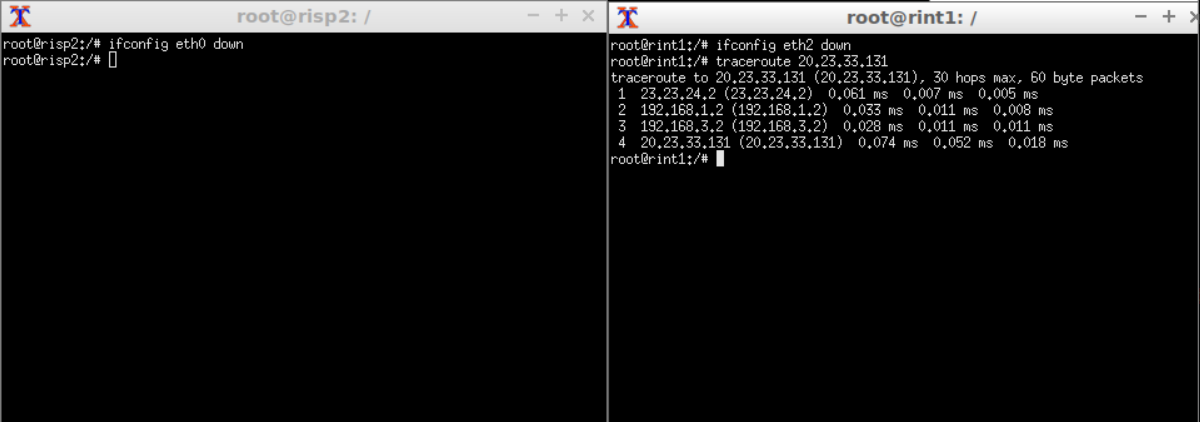 root@risp2: /
root@risp2:/# ifconfig eth0 down
root@risp2:/#
root@rint1: /
root@rint1:/# ifconfig eth2 down
root@rint1:/# traceroute 20.23.33.131
traceroute to 20.23.33.131 (20.23.33.131), 30 hops max, 60 byte packets
1 23.23.24.2 (23.23.24.2) 0.061 ms 0.007 ms 0.005 ms
2 192.168.1.2 (192.168.1.2) 0.033 ms 0.011 ms 0.008 ms
3 192.168.3.2 (192.168.3.2) 0.028 ms 0.011 ms 0.011 ms
4 20.23.33.131 (20.23.33.131) 0.074 ms 0.052 ms 0.018 ms
root@rint1:/#